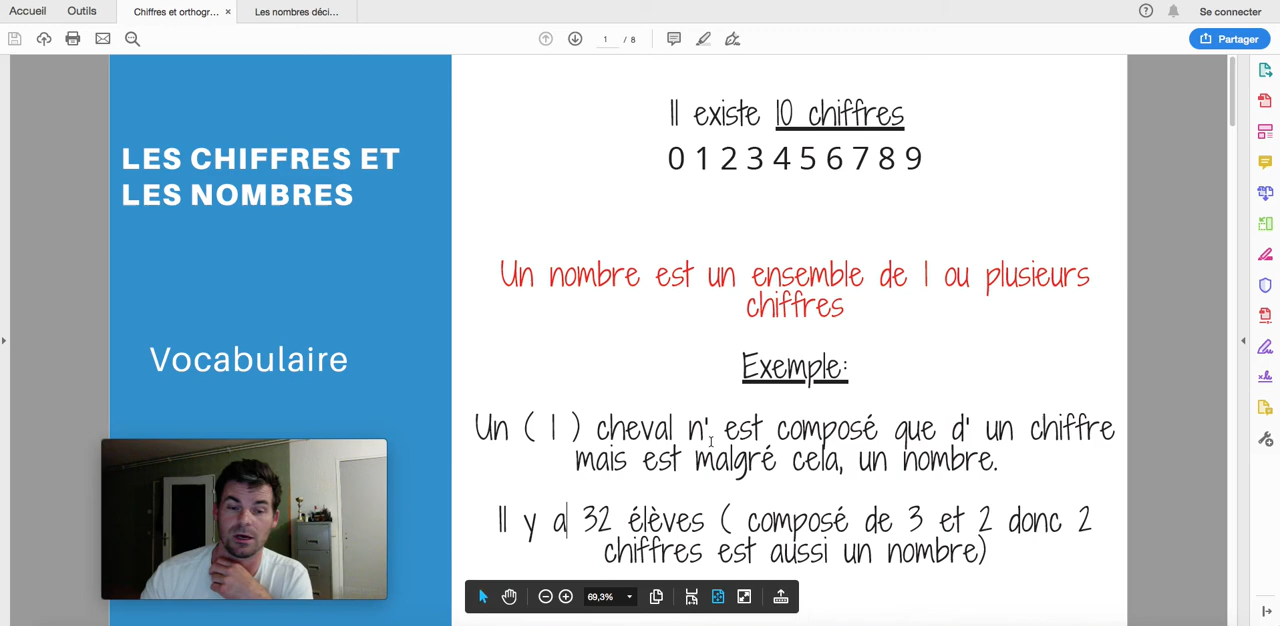 Accueil Outils Chiffres et orthogr... × Les nombres déci... Se connecter
1 / 8 Partager
LES CHIFFRES ET
LES NOMBRES
Vocabulaire
Il existe 10 chiffres
0 1 2 3 4 5 6 7 8 9
Un nombre est un ensemble de 1 ou plusieurs
chiffres
Exemple:
Un ( 1 ) cheval n' est composé que d' un chiffre
mais est malgré cela, un nombre.
Il y a 32 élèves ( composé de 3 et 2 donc 2
chiffres est aussi un nombre)
69,3%